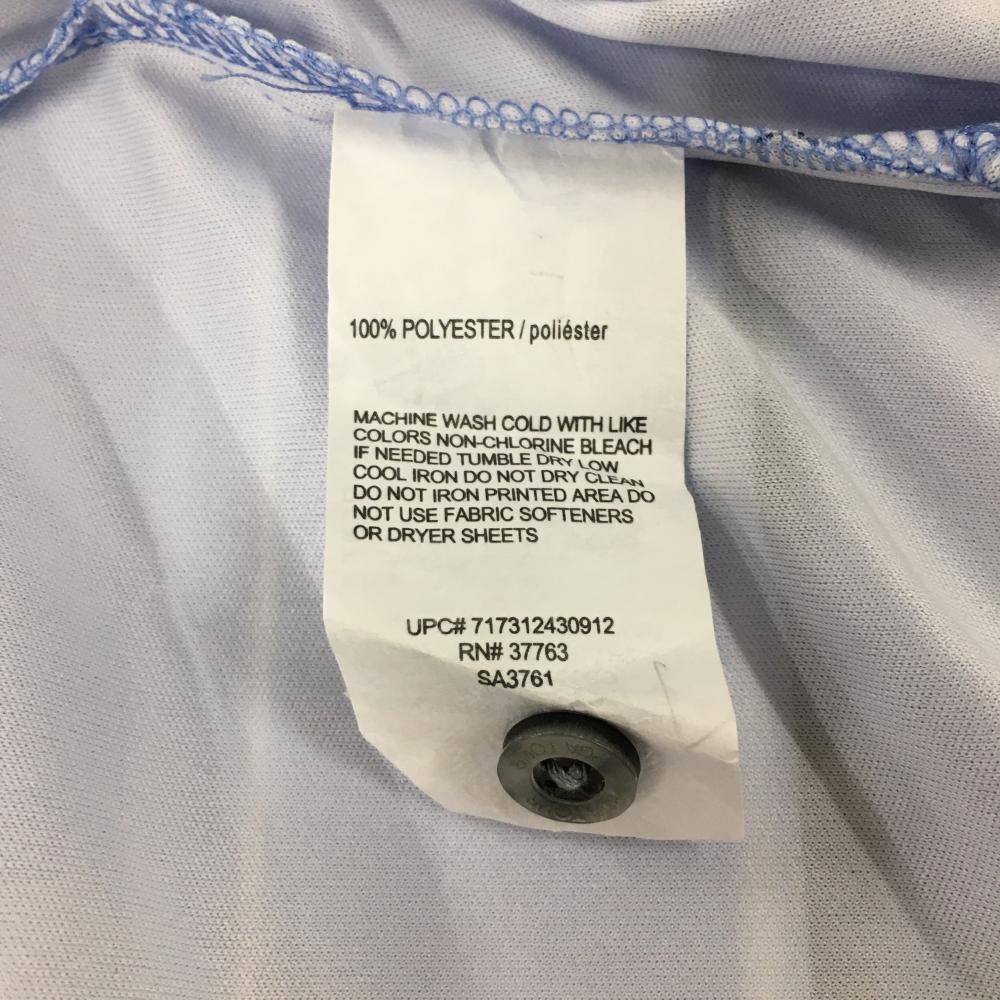 100% POLYESTER / poliéster
MACHINE WASH COLD WITH LIKE
COLORS NON-CHLORINE BLEACH
IF NEEDED TUMBLE DRY LOW
COOL IRON DO NOT DRY CLEAN
DO NOT IRON PRINTED AREA DO
NOT USE FABRIC SOFTENERS
OR DRYER SHEETS
UPC# 717312430912
RN# 37763
SA3761